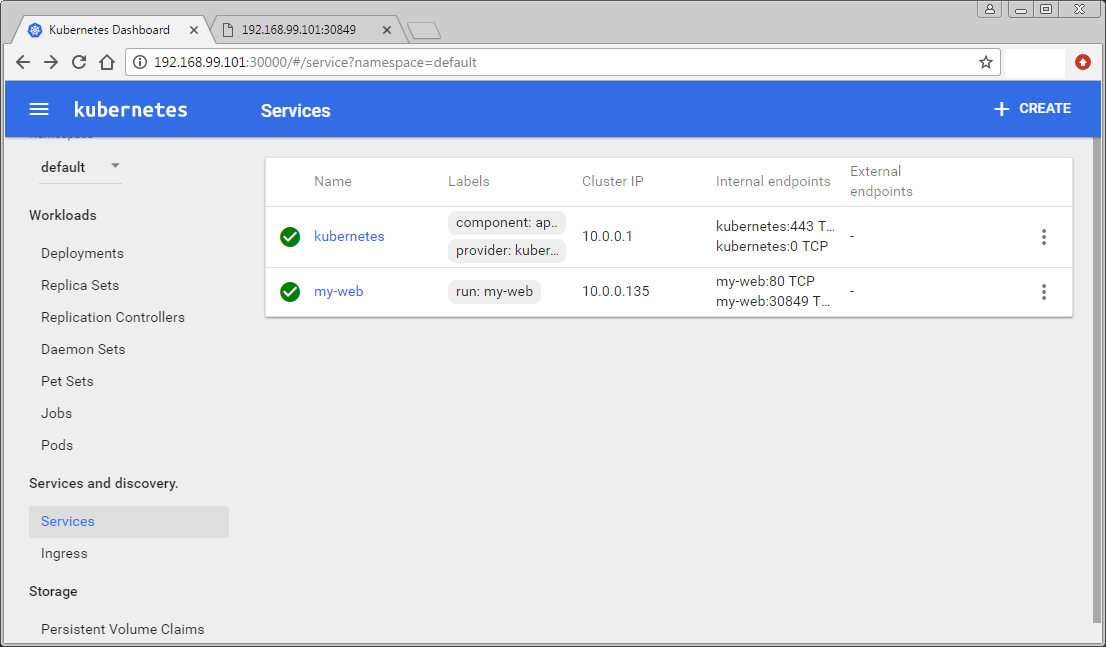 Kubernetes Dashboard
192.168.99.101:30849
192.168.99.101:30000/#/service?namespace=default
kubernetes
Services
CREATE
default
Workloads
Deployments
Replica Sets
Replication Controllers
Daemon Sets
Pet Sets
Jobs
Pods
Services and discovery.
Services
Ingress
Storage
Persistent Volume Claims
Name Labels Cluster IP Internal endpoints External endpoints
kubernetes
component: ap..
provider: kuber...
10.0.0.1
kubernetes:443 T...
kubernetes:0 TCP
-
my-web
run: my-web
10.0.0.135
my-web:80 TCP
my-web:30849 T...
-